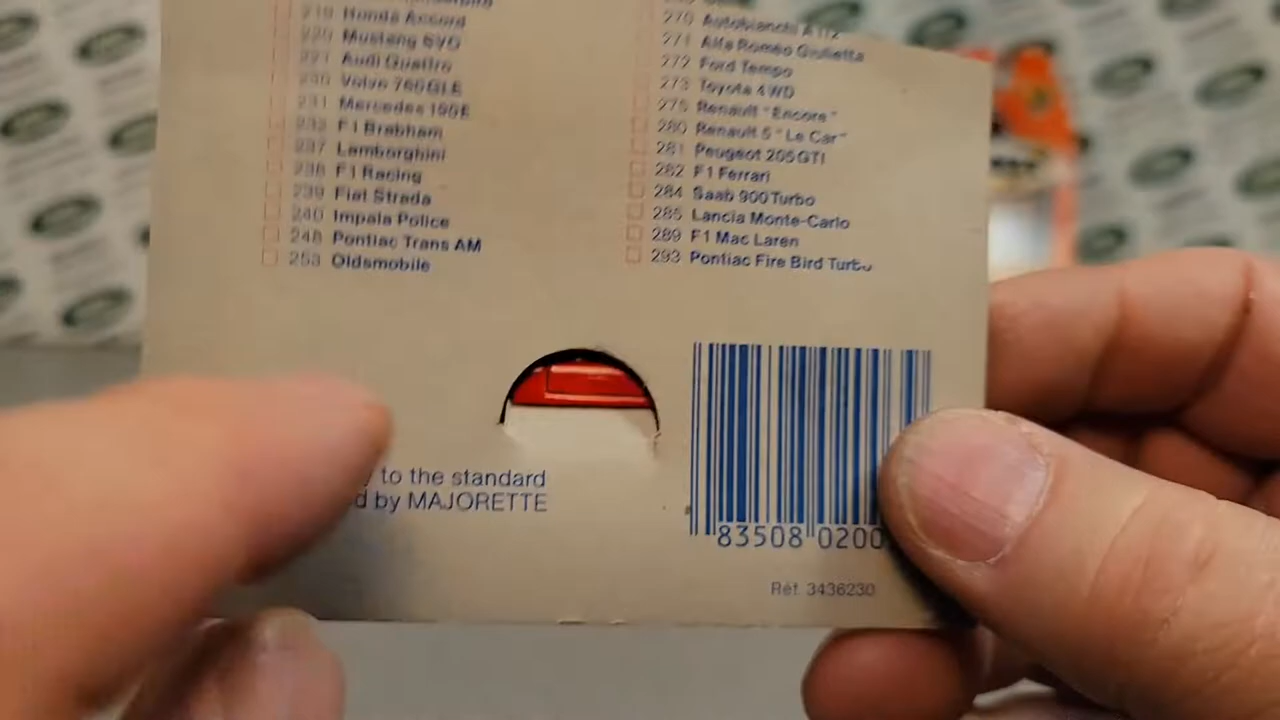 219 Honda Accord
220 Mustang SVO
221 Audi Quattro
230 Volvo 760 GLE
231 Mercedes 190E
233 F1 Brabham
237 Lamborghini
238 F1 Racing
239 Fiat Strada
240 Impala Police
248 Pontiac Trans AM
253 Oldsmobile
270 Autobianchi A 112
271 Alfa Romeo Giulietta
272 Ford Tempo
273 Toyota 4WD
275 Renault "Encore"
280 Renault 5 "Le Car"
281 Peugeot 205 GTI
282 F1 Ferrari
284 Saab 900 Turbo
285 Lancia Monte-Carlo
289 F1 Mac Laren
293 Pontiac Fire Bird Turbo
to the standard
by MAJORETTE
83508 0200
Réf. 3436230